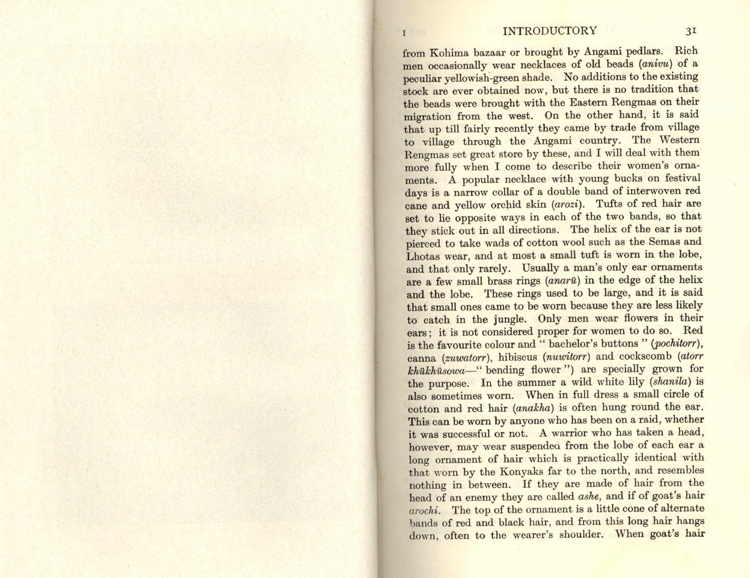 I INTRODUCTORY 31
from Kohima bazaar or brought by Angami pedlars. Rich
men occasionally wear necklaces of old beads (anivu) of a
peculiar yellowish-green shade. No additions to the existing
stock are ever obtained now, but there is no tradition that
the beads were brought with the Eastern Rengmas on their
migration from the west. On the other hand, it is said
that up till fairly recently they came by trade from village
to village through the Angami country. The Western
Rengmas set great store by these, and I will deal with them
more fully when I come to describe their women's orna-
ments. A popular necklace with young bucks on festival
days is a narrow collar of a double band of interwoven red
cane and yellow orchid skin (arozi). Tufts of red hair are
set to lie opposite ways in each of the two bands, so that
they stick out in all directions. The helix of the ear is not
pierced to take wads of cotton wool such as the Semas and
Lhotas wear, and at most a small tuft is worn in the lobe,
and that only rarely. Usually a man's only ear ornaments
are a few small brass rings (anarü) in the edge of the helix
and the lobe. These rings used to be large, and it is said
that small ones came to be worn because they are less likely
to catch in the jungle. Only men wear flowers in their
ears; it is not considered proper for women to do so. Red
is the favourite colour and " bachelor's buttons " (pochitorr),
canna (zuwatorr), hibiscus (nuwitorr) and cockscomb (atorr
khükhüsowa—" bending flower ") are specially grown for
the purpose. In the summer a wild white lily (shanila) is
also sometimes worn. When in full dress a small circle of
cotton and red hair (anakha) is often hung round the ear.
This can be worn by anyone who has been on a raid, whether
it was successful or not. A warrior who has taken a head,
however, may wear suspended from the lobe of each ear a
long ornament of hair which is practically identical with
that worn by the Konyaks far to the north, and resembles
nothing in between. If they are made of hair from the
head of an enemy they are called ashe, and if of goat's hair
arochi. The top of the ornament is a little cone of alternate
bands of red and black hair, and from this long hair hangs
down, often to the wearer's shoulder. When goat's hair